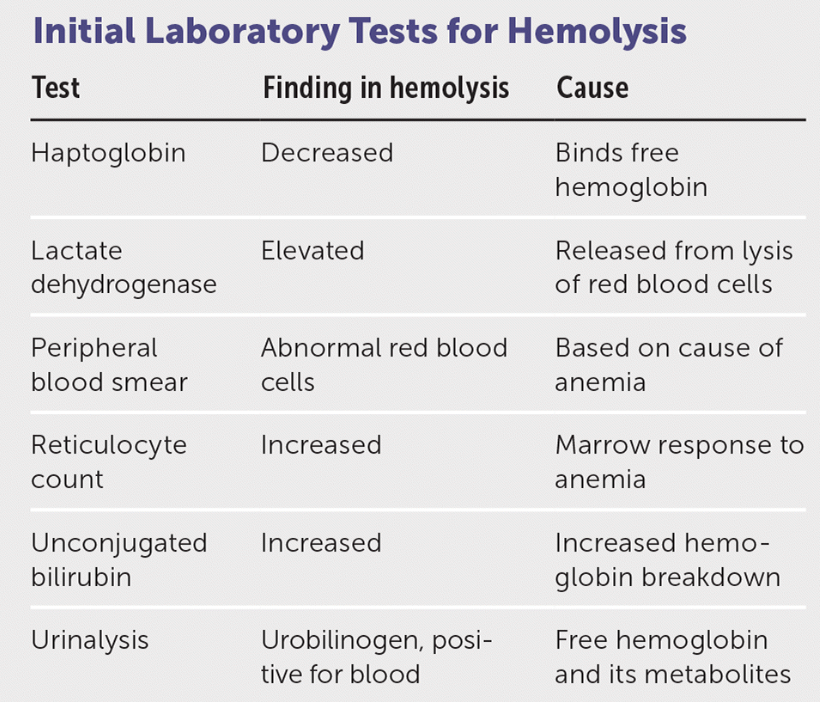 Initial Laboratory Tests for Hemolysis
Test Finding in hemolysis Cause
Haptoglobin Decreased Binds free
hemoglobin
Lactate Elevated Released from lysis
dehydrogenase of red blood cells
Peripheral Abnormal red blood Based on cause of
blood smear cells anemia
Reticulocyte Increased Marrow response to
count anemia
Unconjugated Increased Increased hemo-
bilirubin globin breakdown
Urinalysis Urobilinogen, posi- Free hemoglobin
tive for blood and its metabolites